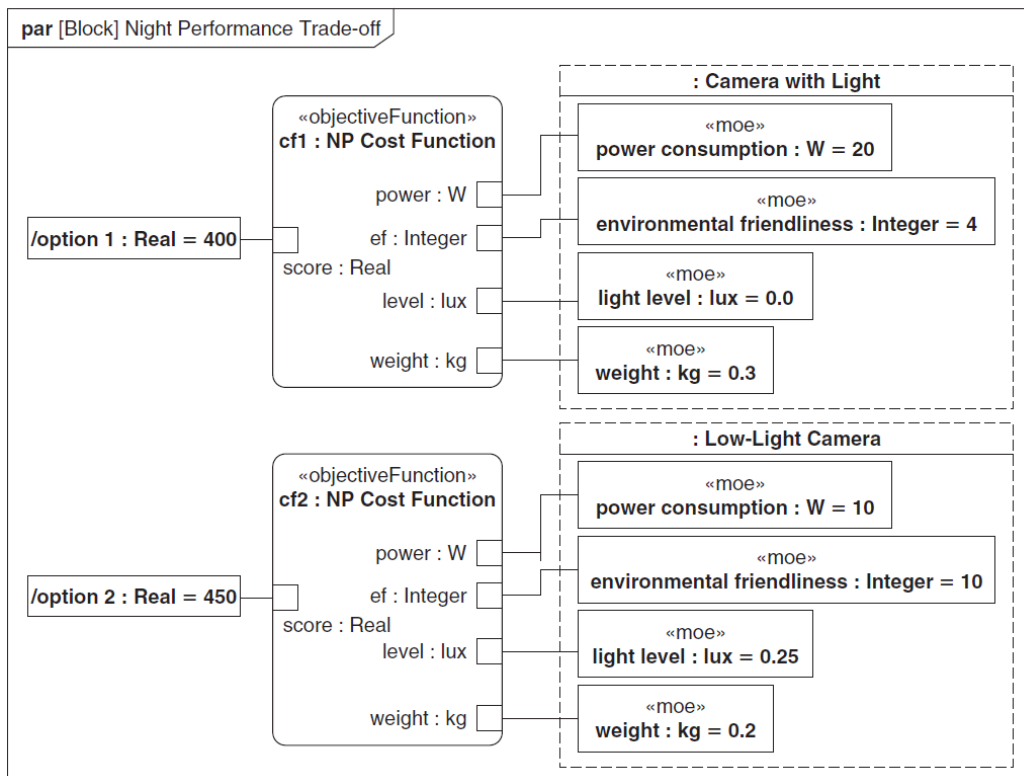 par [Block] Night Performance Trade-off
: Camera with Light
«objectiveFunction»
cf1 : NP Cost Function
«moe»
power consumption : W = 20
power : W
«moe»
environmental friendliness : Integer = 4
/option 1 : Real = 400
ef : Integer
score : Real
«moe»
light level : lux = 0.0
level : lux
«moe»
weight : kg = 0.3
weight : kg
: Low-Light Camera
«objectiveFunction»
cf2 : NP Cost Function
«moe»
power consumption : W = 10
power : W
«moe»
environmental friendliness : Integer = 10
/option 2 : Real = 450
ef : Integer
score : Real
«moe»
light level : lux = 0.25
level : lux
«moe»
weight : kg = 0.2
weight : kg